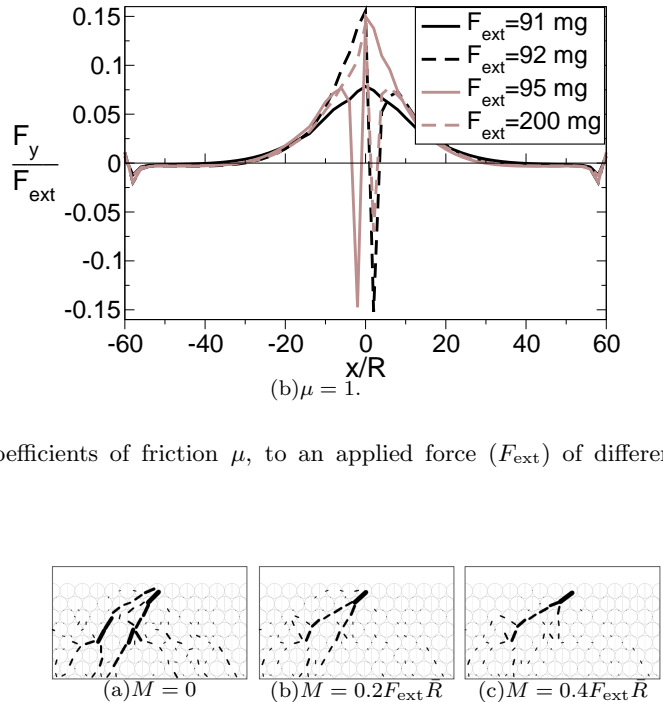 0.15
0.1
0.05
0
-0.05
-0.1
-0.15
F_y
F_ext
F_ext=91 mg
F_ext=92 mg
F_ext=95 mg
F_ext=200 mg
-60 -40 -20 0 20 40 60
x/R
(b)μ = 1.
oefficients of friction μ, to an applied force (F_ext) of differen
(a)M = 0 (b)M = 0.2F_ext R̄ (c)M = 0.4F_ext R̄